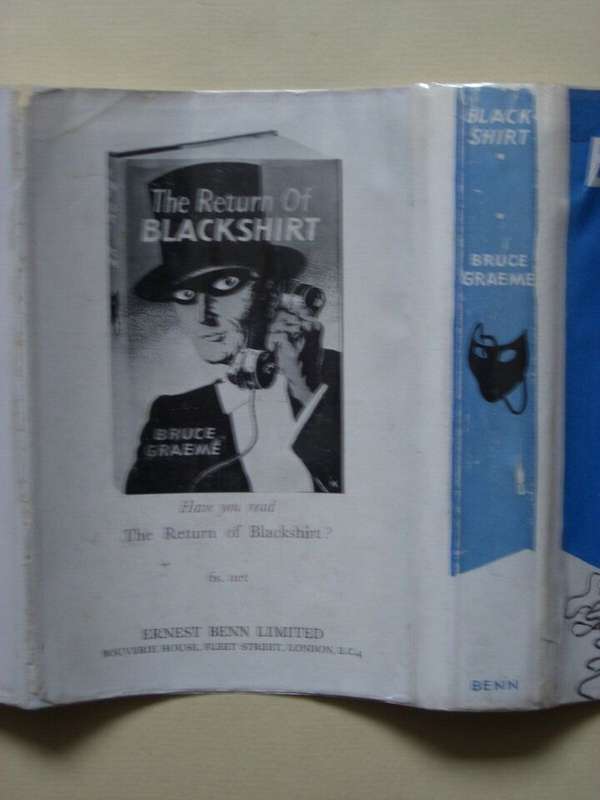 The Return Of
BLACKSHIRT
BRUCE
GRAEME
Have you read
The Return of Blackshirt?
6s. net
ERNEST BENN LIMITED
BOUVERIE HOUSE, FLEET STREET, LONDON, E.C.4
BLACK
SHIRT
BRUCE
GRAEME
BENN